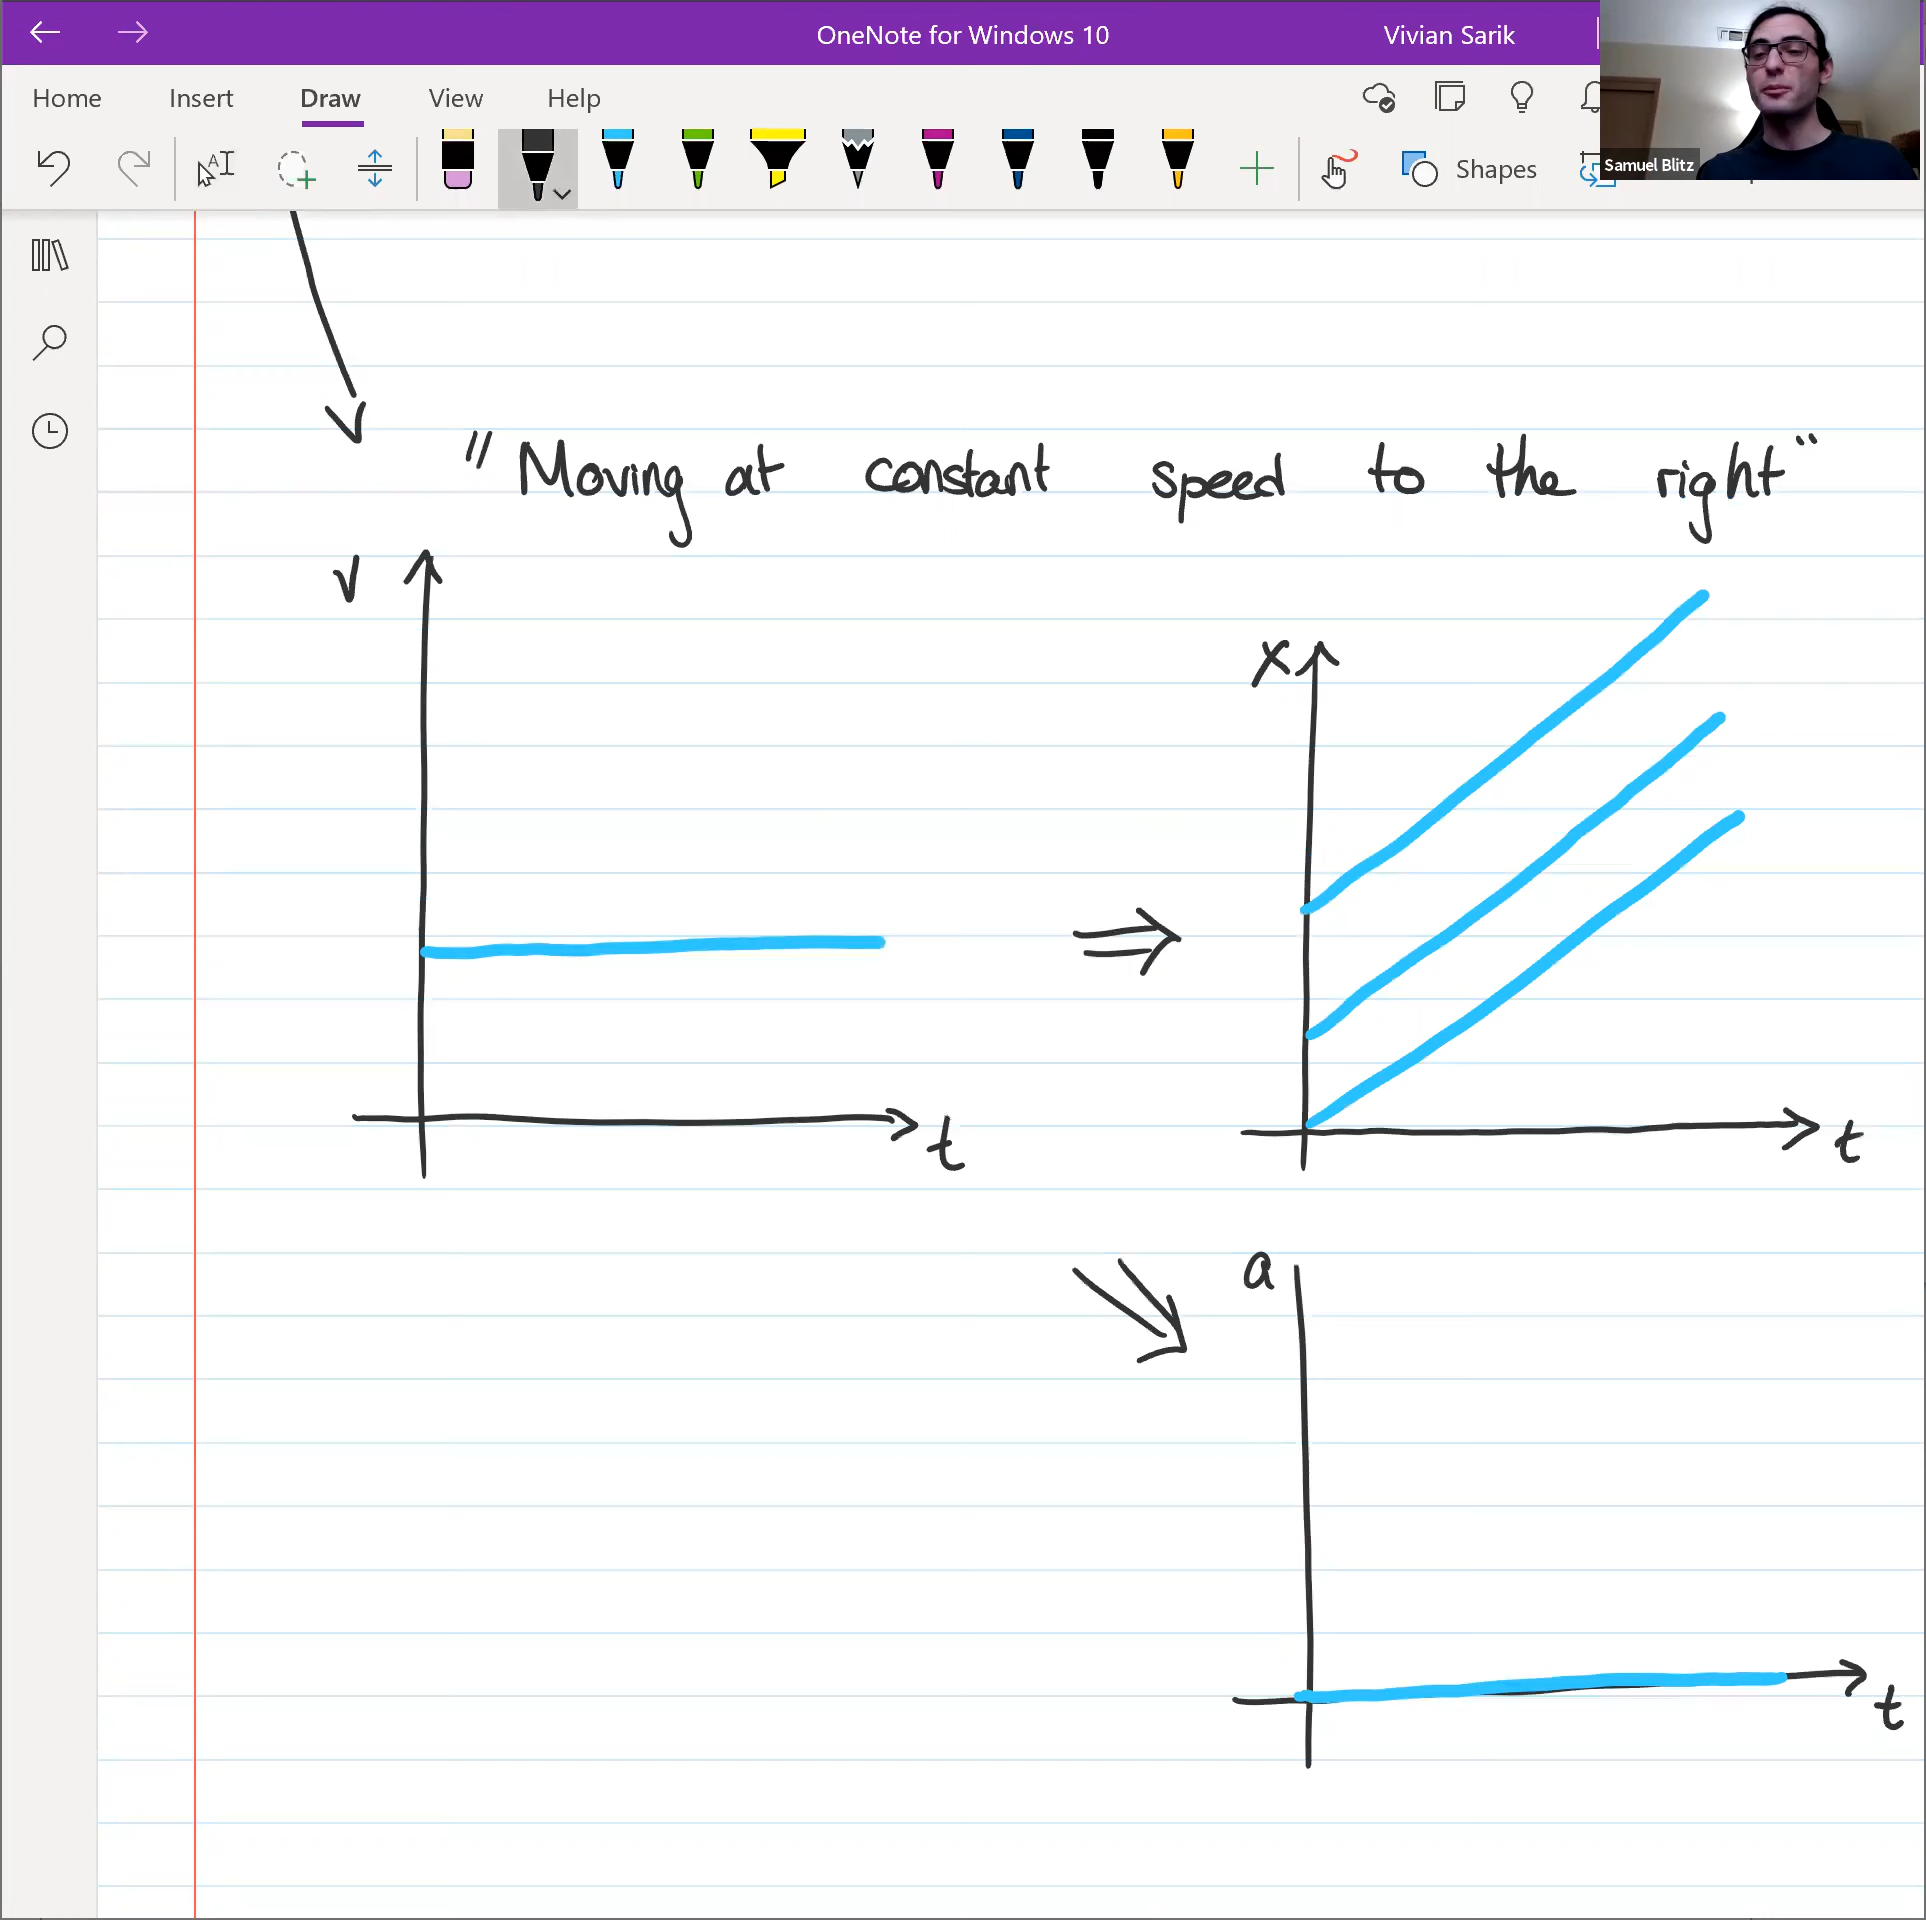 OneNote for Windows 10
Vivian Sarik
Home Insert Draw View Help
Shapes
Samuel Blitz
"Moving at constant speed to the right"
v
x
t
t
a
t